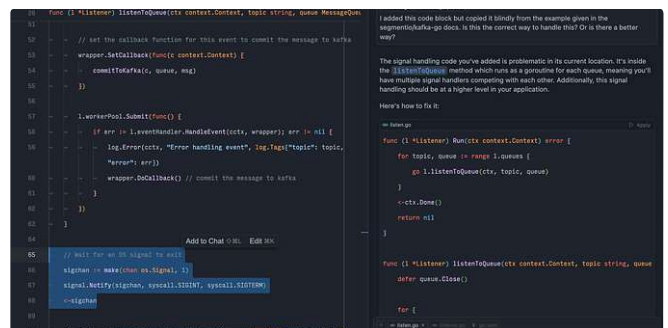 20 func (l *Listener) listenToQueue(ctx context.Context, topic string, queue MessageQueu
51
52 // set the callback function for this event to commit the message to kafka
53 wrapper.SetCallback(func(c context.Context) {
54 commitToKafka(c, queue, msg)
55 })
56
57 l.workerPool.Submit(func() {
58 if err := l.eventHandler.HandleEvent(cctx, wrapper); err != nil {
59 log.Error(cctx, "Error handling event", log.Tags{"topic": topic,
"error": err})
60 wrapper.DoCallback() // commit the message to kafka
61 }
62 })
63 }
64
Add to Chat ⇧⌘L Edit ⌘K
65 // Wait for an OS signal to exit
66 sigchan := make(chan os.Signal, 1)
67 signal.Notify(sigchan, syscall.SIGINT, syscall.SIGTERM)
68 <-sigchan
69
I added this code block but copied it blindly from the example given in the
segmentio/kafka-go docs. Is this the correct way to handle this? Or is there a better
way?
The signal handling code you've added is problematic in its current location. It's inside
the listenToQueue method which runs as a goroutine for each queue, meaning you'll
have multiple signal handlers competing with each other. Additionally, this signal
handling should be at a higher level in your application.
Here's how to fix it:
listen.go Apply
func (l *Listener) Run(ctx context.Context) error {
for topic, queue := range l.queues {
go l.listenToQueue(ctx, topic, queue)
}
<-ctx.Done()
return nil
}
func (l *Listener) listenToQueue(ctx context.Context, topic string, queue
defer queue.Close()
for {
listen.go